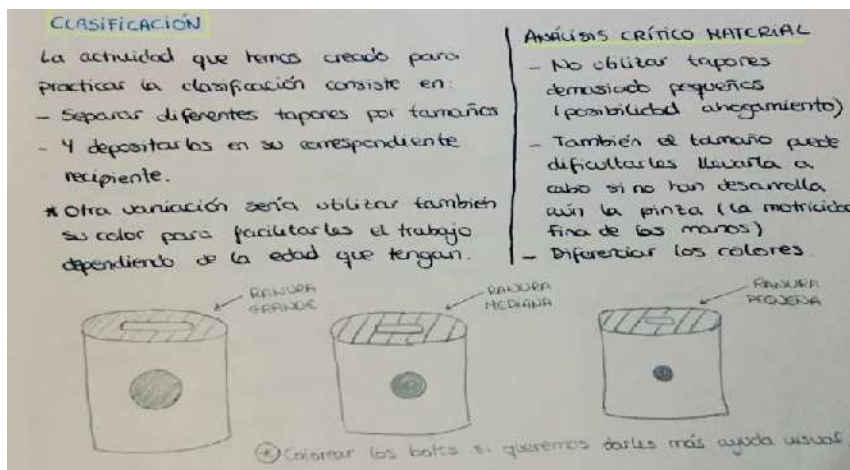 CLASIFICACIÓN
La actividad que hemos creado para
practicar la clasificación consiste en:
- Separar diferentes tapones por tamaños
- Y depositarlos en su correspondiente
recipiente.
* Otra variación sería utilizar también
su color para facilitarles el trabajo
dependiendo de la edad que tengan.
ANÁLISIS CRÍTICO MATERIAL
- No utilizar tapones
demasiado pequeños
(posibilidad ahogamiento)
- También el tamaño puede
dificultarles llevarla a
cabo si no han desarrolla
aún la pinza (la motricidad
fina de las manos)
- Diferenciar los colores
RANURA
GRANDE
RANURA
MEDIANA
RANURA
PEQUEÑA
* Colorear los botes si queremos darles más ayuda visual